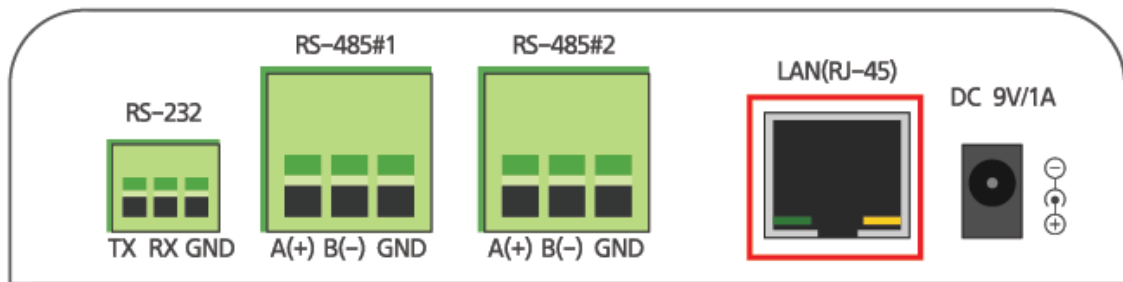 RS-485#1
RS-485#2
LAN(RJ-45)
DC 9V/1A
RS-232
TX RX GND
A(+) B(-) GND
A(+) B(-) GND